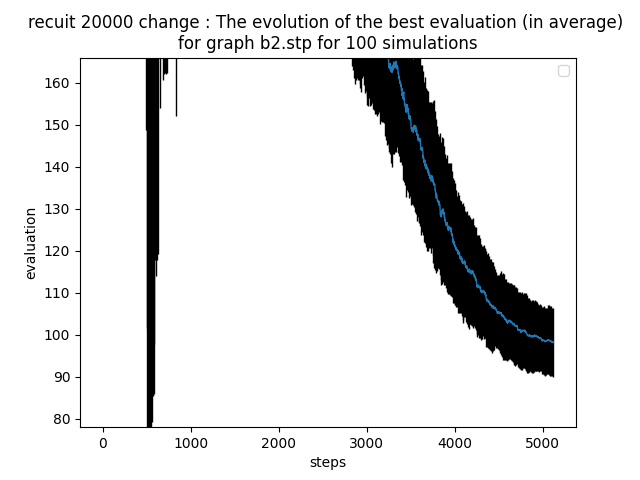 recuit 20000 change : The evolution of the best evaluation (in average)
for graph b2.stp for 100 simulations
160
150
140
130
120
110
100
90
80
evaluation
0 1000 2000 3000 4000 5000
steps